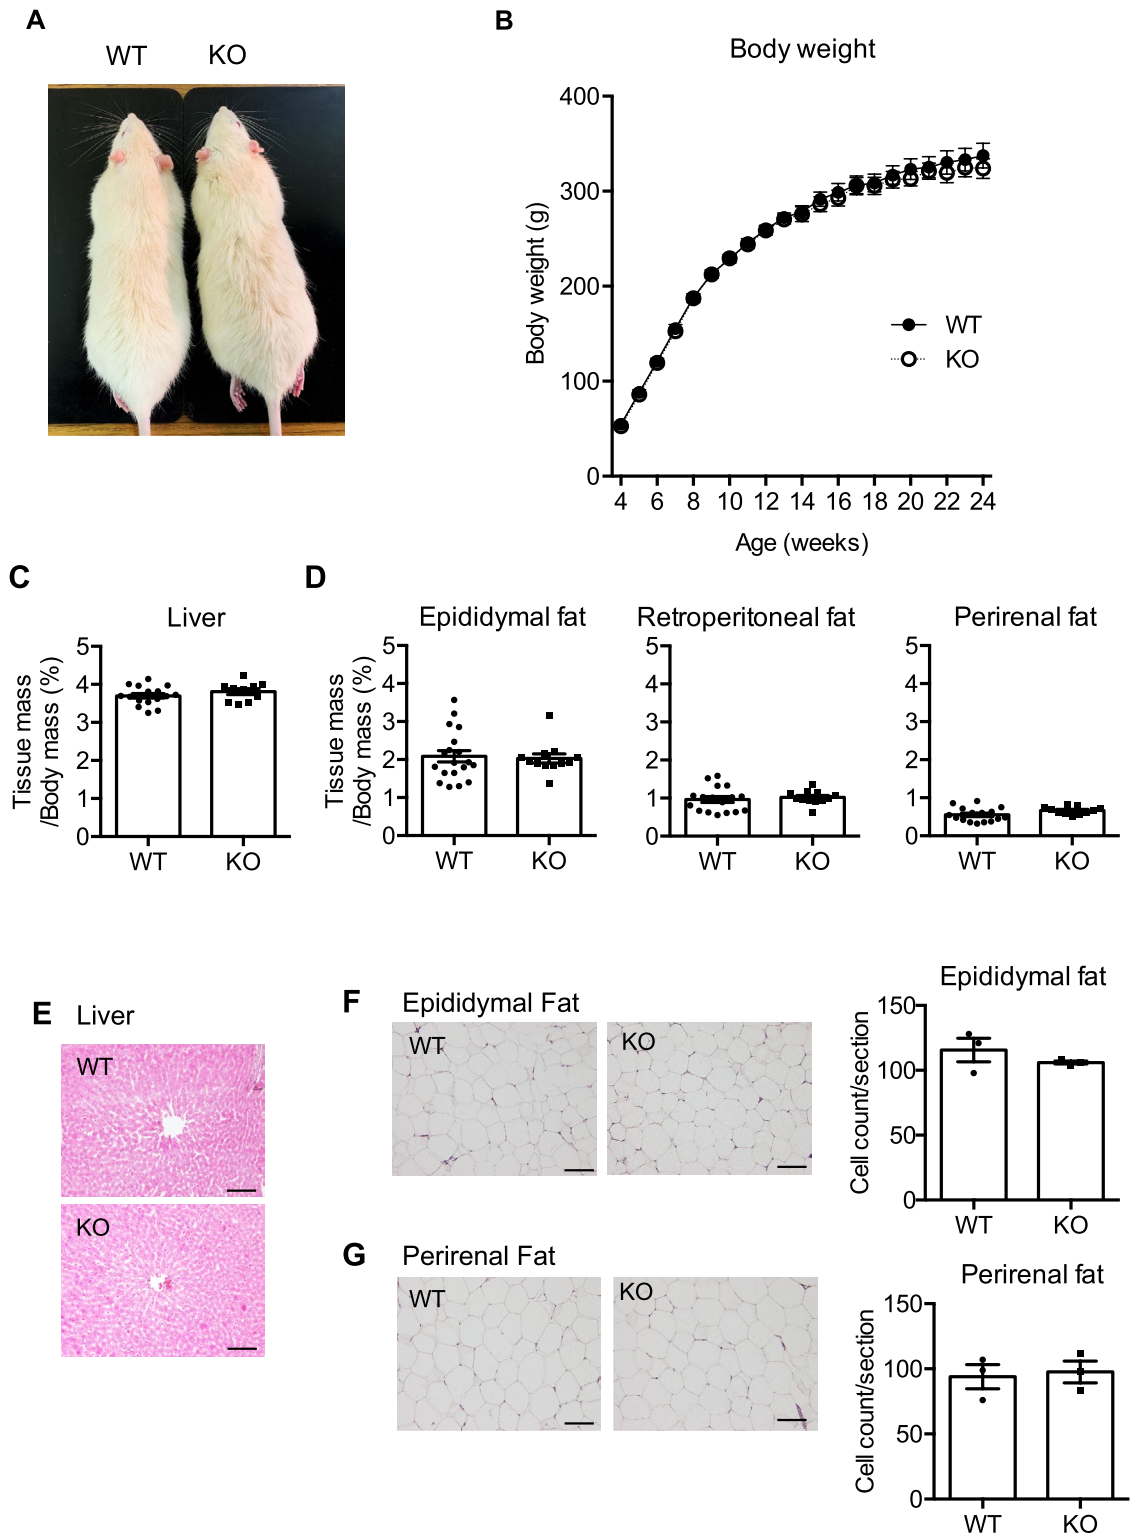 A
WT KO
B
Body weight
400
300
200
100
0
Body weight (g)
WT
KO
4 6 8 10 12 14 16 18 20 22 24
Age (weeks)
C
Liver
Tissue mass
/Body mass (%)
5
4
3
2
1
0
WT KO
D
Epididymal fat
Tissue mass
/Body mass (%)
5
4
3
2
1
0
WT KO
Retroperitoneal fat
5
4
3
2
1
0
WT KO
Perirenal fat
5
4
3
2
1
0
WT KO
E Liver
WT
KO
F Epididymal Fat
WT KO
Epididymal fat
Cell count/section
150
100
50
0
WT KO
G Perirenal Fat
WT KO
Perirenal fat
Cell count/section
150
100
50
0
WT KO